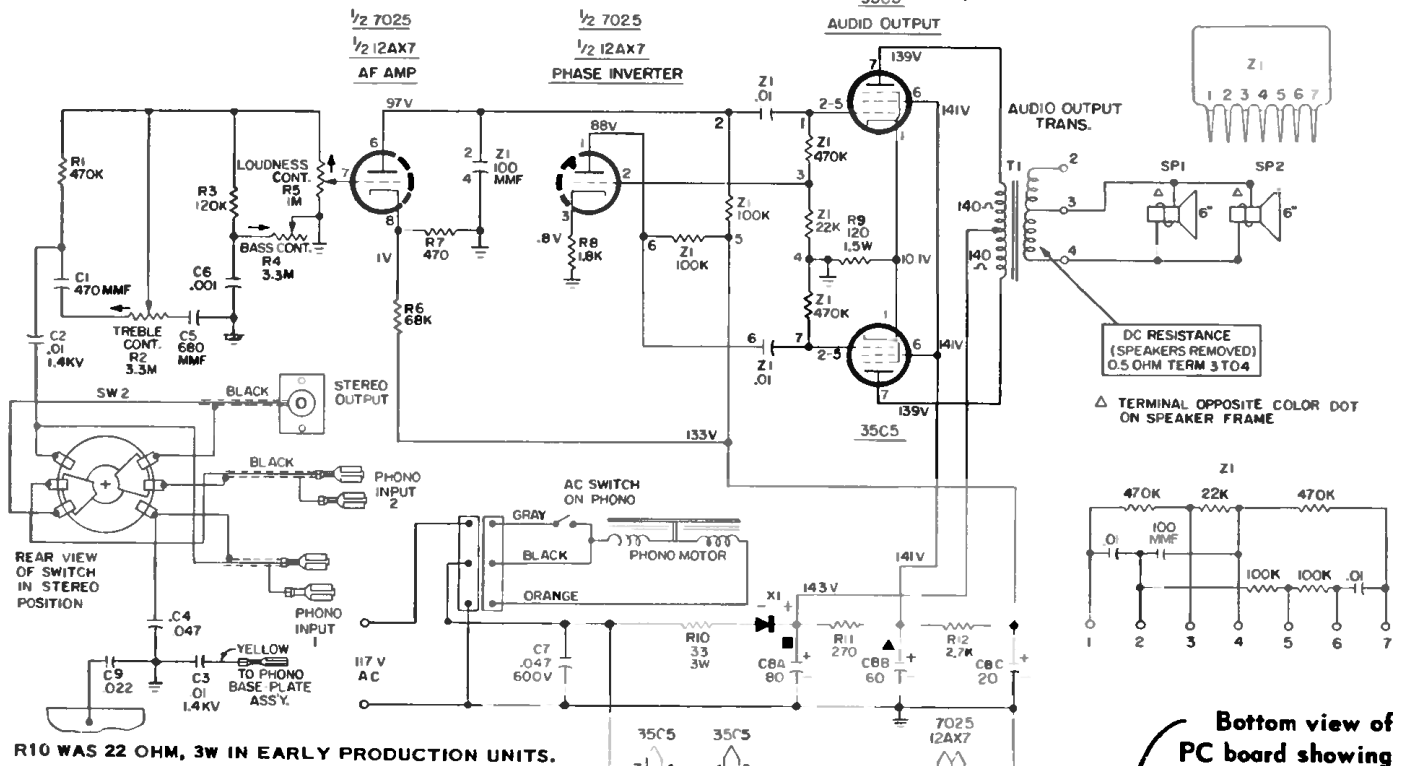 1/2 7025
1/2 12AX7
AF AMP
1/2 7025
1/2 12AX7
PHASE INVERTER
AUDIO OUTPUT
139V
7
6
2-5
1
141V
AUDIO OUTPUT
TRANS.
Z1
1 2 3 4 5 6 7
97V
6
7
8
1V
R1
470K
LOUDNESS
CONT.
R5
1M
R3
120K
BASS CONT.
R4
3.3M
C1
470MMF
C6
.001
C2
.01
1.4KV
TREBLE
CONT.
R2
3.3M
C5
680
MMF
R7
470
R6
68K
2
Z1
100
MMF
4
88V
1
2
3
.8V
R8
1.8K
2
Z1
.01
1
Z1
470K
3
Z1
100K
5
Z1
22K
R9
120
1.5W
6
Z1
100K
4
10.1V
Z1
470K
6
Z1
.01
7
2-5
1
6
141V
7
139V
35C5
T1
140
140
2
3
4
SP1
6"
SP2
6"
DC RESISTANCE
(SPEAKERS REMOVED)
0.5 OHM TERM 3 TO 4
△ TERMINAL OPPOSITE COLOR DOT
ON SPEAKER FRAME
SW2
BLACK
STEREO
OUTPUT
133V
BLACK
PHONO
INPUT
2
REAR VIEW
OF SWITCH
IN STEREO
POSITION
PHONO
INPUT
1
C4
.047
YELLOW
TO PHONO
BASE PLATE
ASS'Y.
C9
.022
C3
.01
1.4KV
AC SWITCH
ON PHONO
GRAY
BLACK
ORANGE
PHONO MOTOR
117 V
AC
C7
.047
600V
R10
33
3W
X1
143V
141V
R11
270
R12
2.7K
C8A
80
C8B
60
C8C
20
Z1
470K
22K
470K
.01
100
MMF
100K
100K
.01
1 2 3 4 5 6 7
35C5
35C5
7025
12AX7
R10 WAS 22 OHM, 3W IN EARLY PRODUCTION UNITS.
Bottom view of
PC board showing